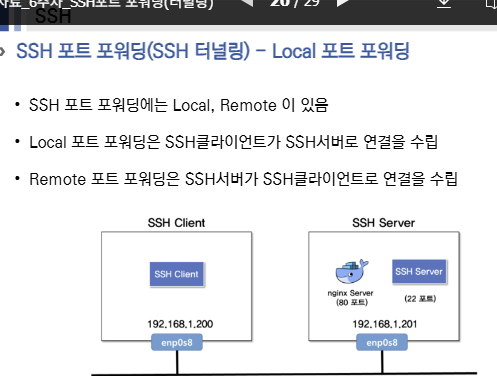 자료_6주차_SSH포트 포워딩(터널링)
20 / 29
SSH
SSH 포트 포워딩(SSH 터널링) - Local 포트 포워딩
• SSH 포트 포워딩에는 Local, Remote 이 있음
• Local 포트 포워딩은 SSH클라이언트가 SSH서버로 연결을 수립
• Remote 포트 포워딩은 SSH서버가 SSH클라이언트로 연결을 수립
SSH Client
SSH Server
SSH Client
SSH Server
nginx Server
(80 포트)
(22 포트)
192.168.1.200
192.168.1.201
enp0s8
enp0s8